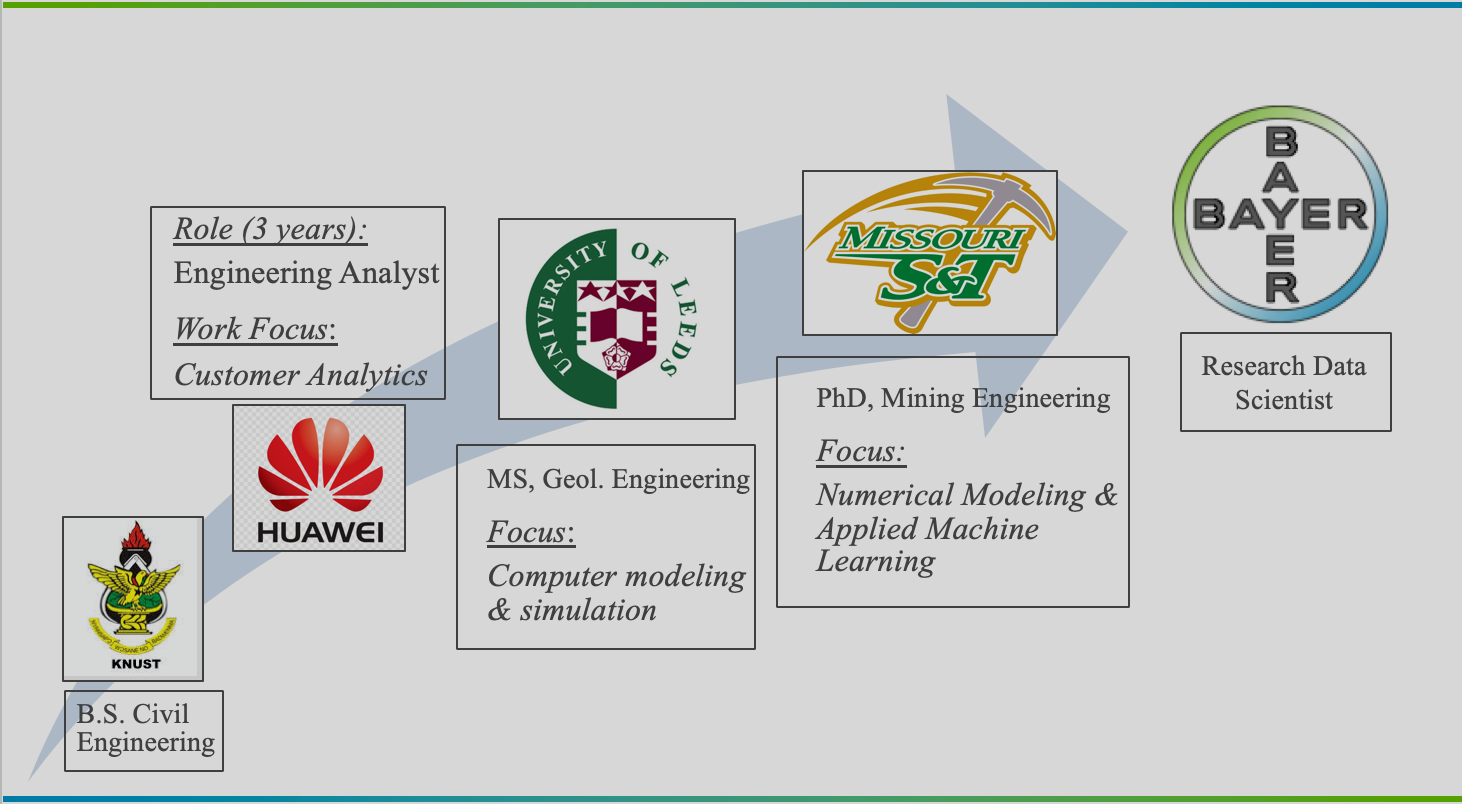 Role (3 years):
Engineering Analyst
Work Focus:
Customer Analytics
HUAWEI
KNUST
B.S. Civil
Engineering
UNIVERSITY OF LEEDS
MS, Geol. Engineering
Focus:
Computer modeling
& simulation
MISSOURI
S&T
PhD, Mining Engineering
Focus:
Numerical Modeling &
Applied Machine
Learning
BAYER
BAYER
Research Data
Scientist